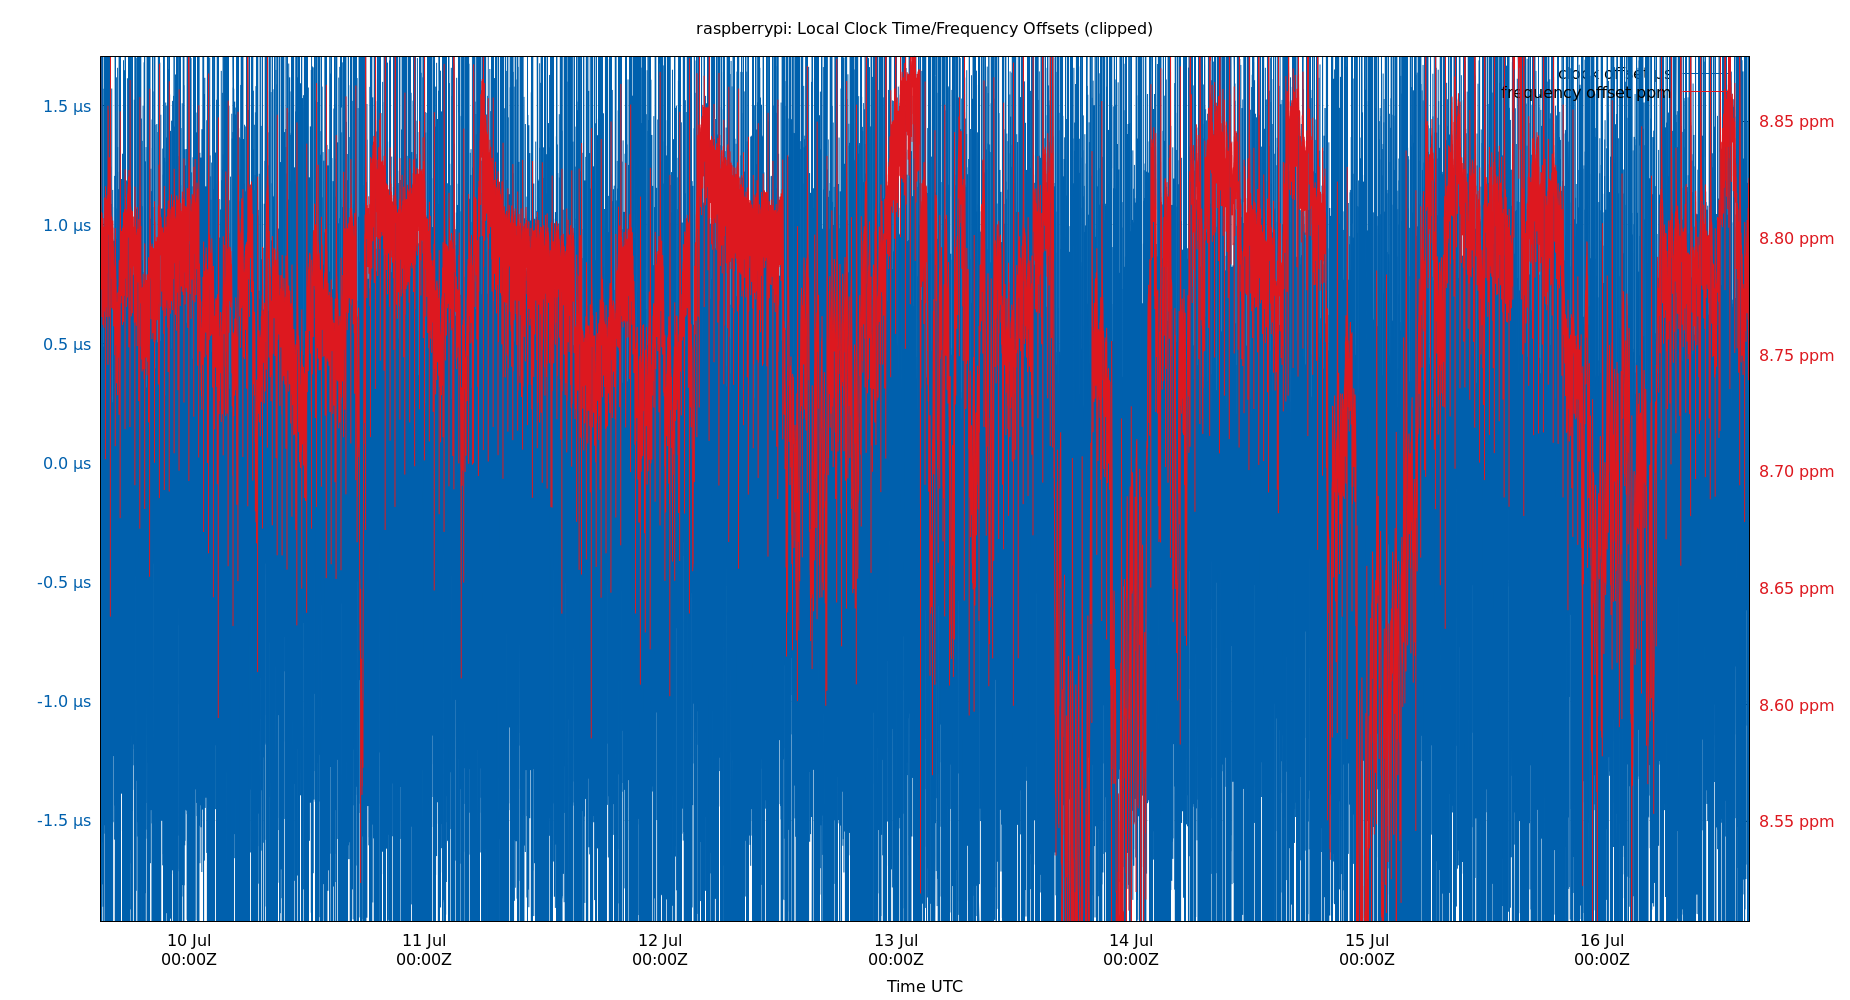 raspberrypi: Local Clock Time/Frequency Offsets (clipped)
clock offset µs
frequency offset ppm
1.5 µs
1.0 µs
0.5 µs
0.0 µs
-0.5 µs
-1.0 µs
-1.5 µs
8.85 ppm
8.80 ppm
8.75 ppm
8.70 ppm
8.65 ppm
8.60 ppm
8.55 ppm
10 Jul 11 Jul 12 Jul 13 Jul 14 Jul 15 Jul 16 Jul
00:00Z 00:00Z 00:00Z 00:00Z 00:00Z 00:00Z 00:00Z
Time UTC